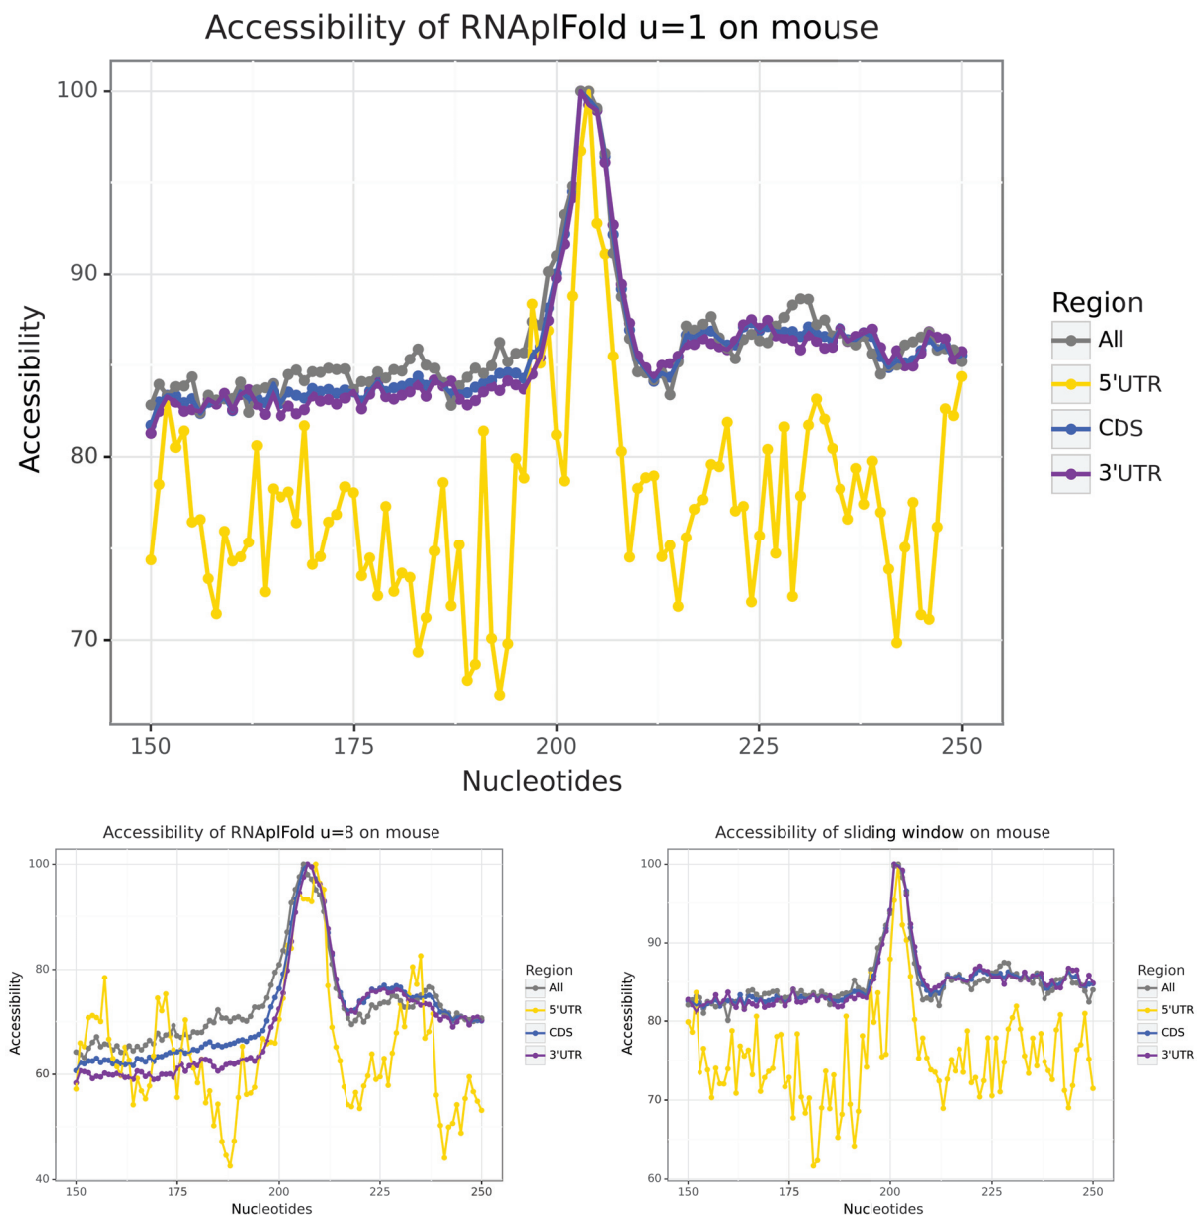 Accessibility of RNAplFold u=1 on mouse
100
90
80
70
Accessibility
150 175 200 225 250
Nucleotides
Region
All
5'UTR
CDS
3'UTR
Accessibility of RNAplFold u=8 on mouse
100
80
60
40
Accessibility
150 175 200 225 250
Nucleotides
Region
All
5'UTR
CDS
3'UTR
Accessibility of sliding window on mouse
100
90
80
70
60
Accessibility
150 175 200 225 250
Nucleotides
Region
All
5'UTR
CDS
3'UTR